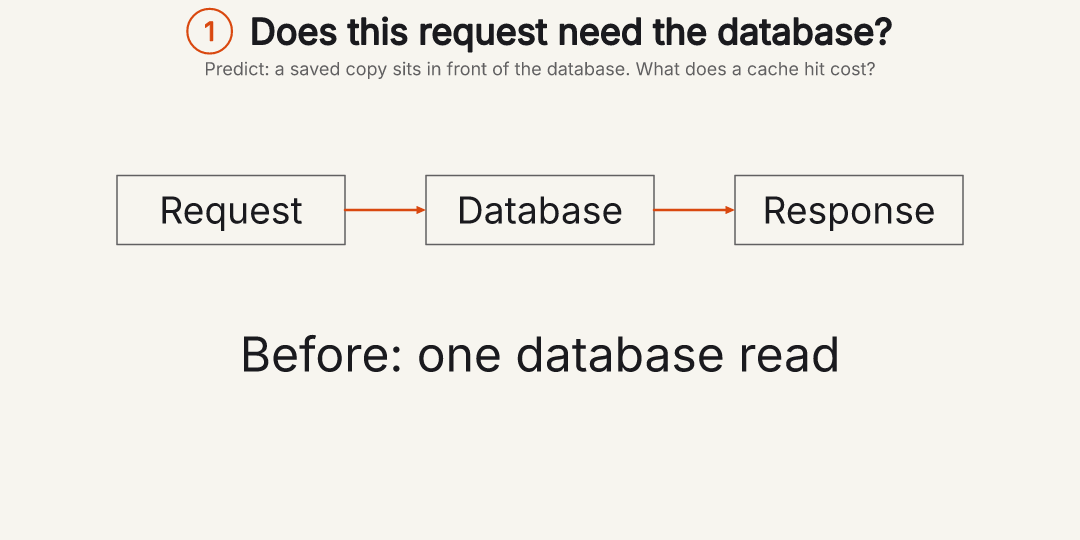 1 Does this request need the database?
Predict: a saved copy sits in front of the database. What does a cache hit cost?
Request Database Response
Before: one database read